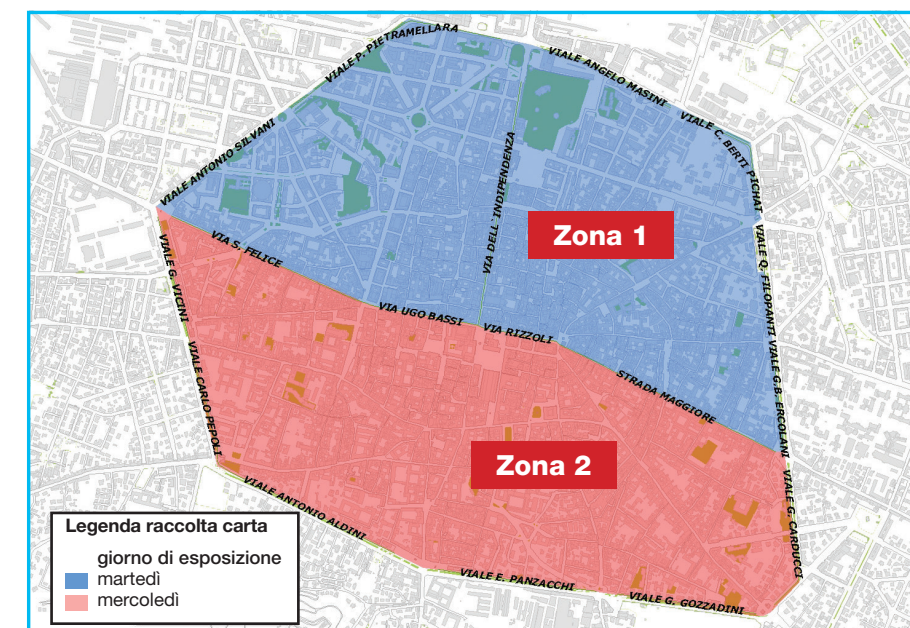 VIALE P. PIETRAMELLARA
VIALE ANGELO MASINI
VIALE C. BERTI PICHAT
VIALE ANTONIO SILVANI
VIA DELL' INDIPENDENZA
Zona 1
VIA S. FELICE
VIALE Q. FILOPANTI
VIALE G. VICINI
VIA UGO BASSI
VIA RIZZOLI
VIALE G.B. ERCOLANI
VIALE CARLO PEPOLI
STRADA MAGGIORE
Zona 2
VIALE G. CARDUCCI
VIALE ANTONIO ALDINI
VIALE E. PANZACCHI
VIALE G. GOZZADINI
Legenda raccolta carta
giorno di esposizione
martedì
mercoledì